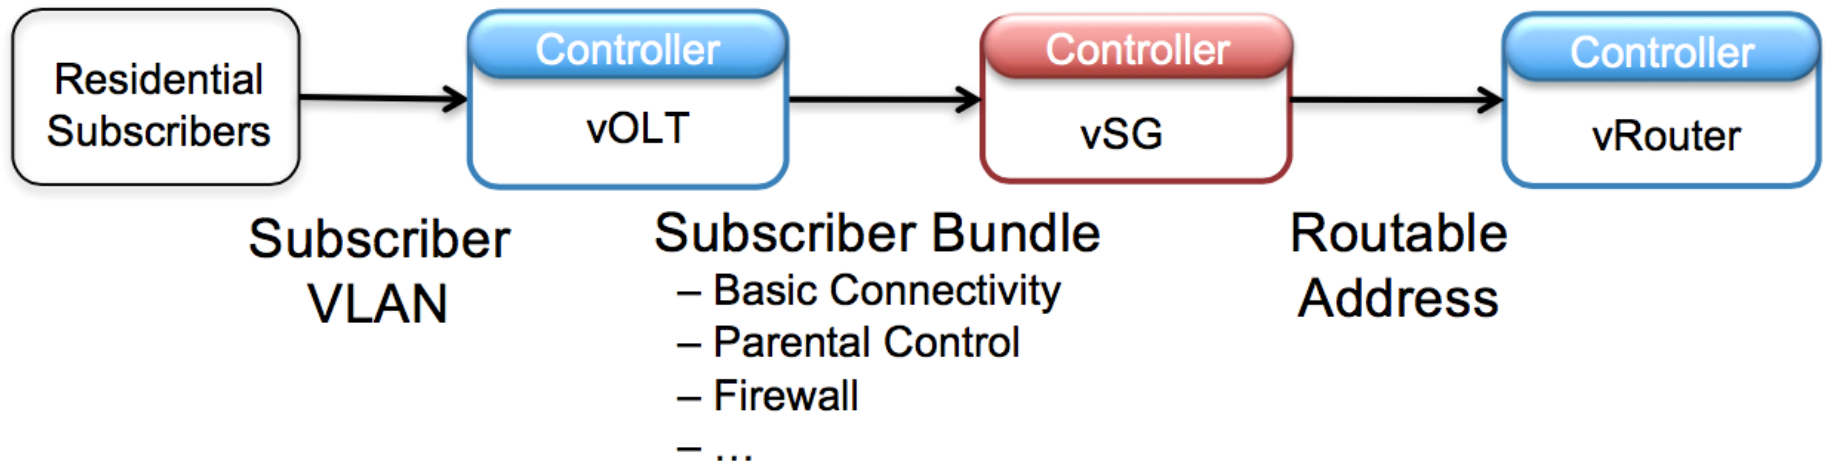 Residential
Subscribers
Controller
vOLT
Controller
vSG
Controller
vRouter
Subscriber
VLAN
Subscriber Bundle
– Basic Connectivity
– Parental Control
– Firewall
– ...
Routable
Address